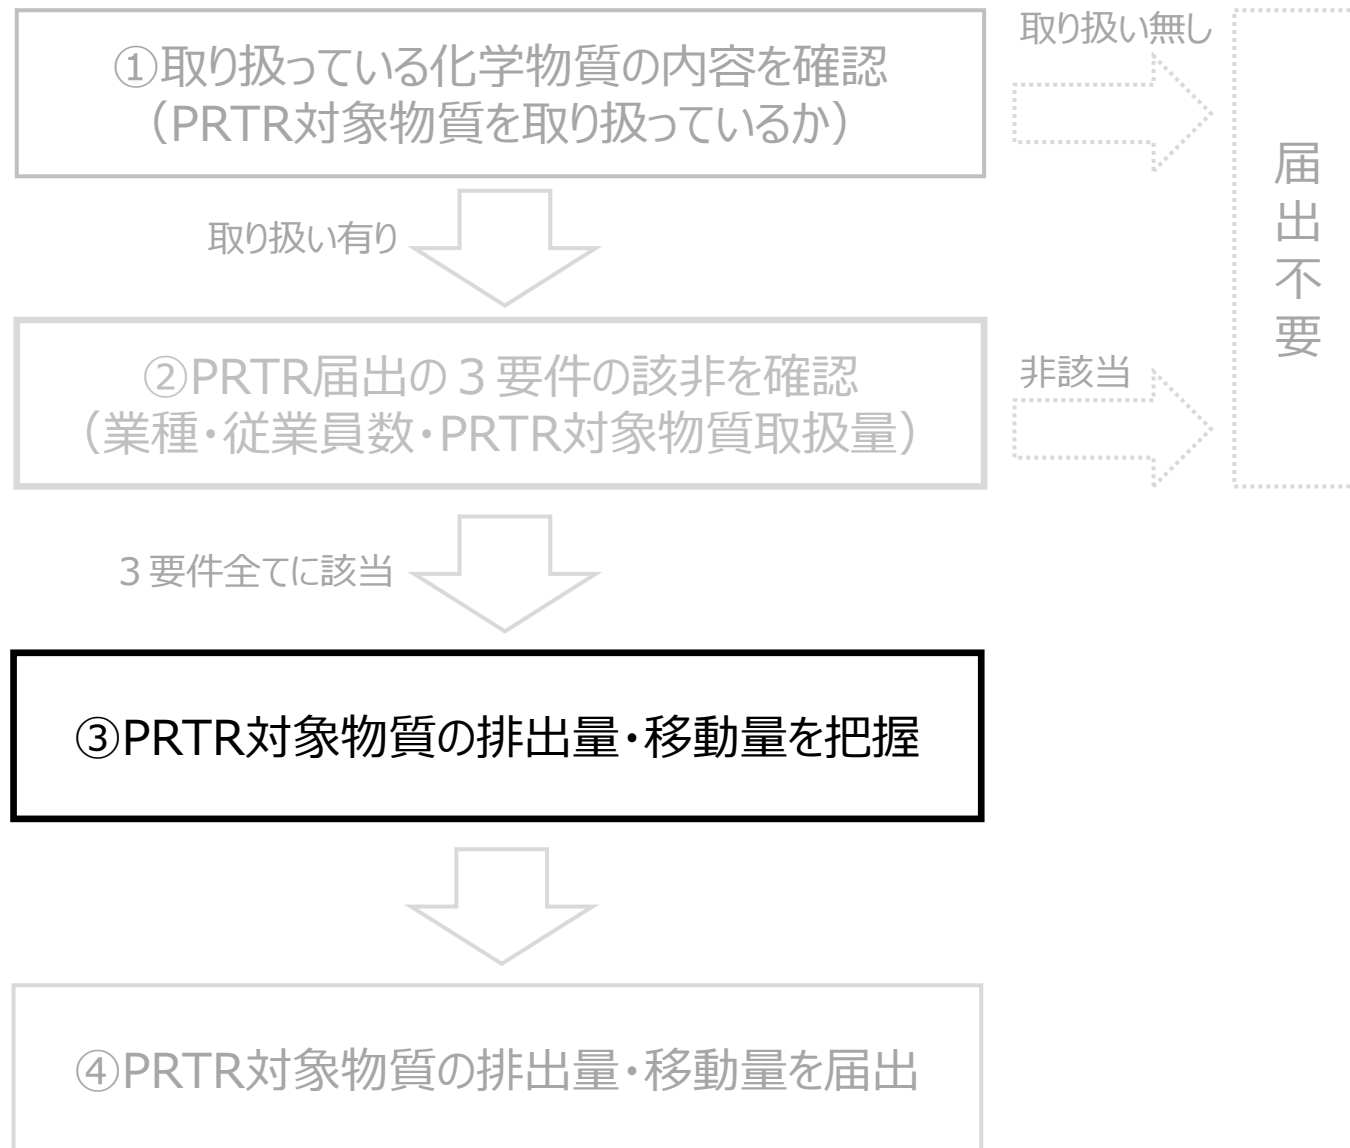 ①取り扱っている化学物質の内容を確認
（PRTR対象物質を取り扱っているか）
取り扱い無し
届出不要
取り扱い有り
②PRTR届出の３要件の該非を確認
（業種・従業員数・PRTR対象物質取扱量）
非該当
３要件全てに該当
③PRTR対象物質の排出量・移動量を把握
④PRTR対象物質の排出量・移動量を届出